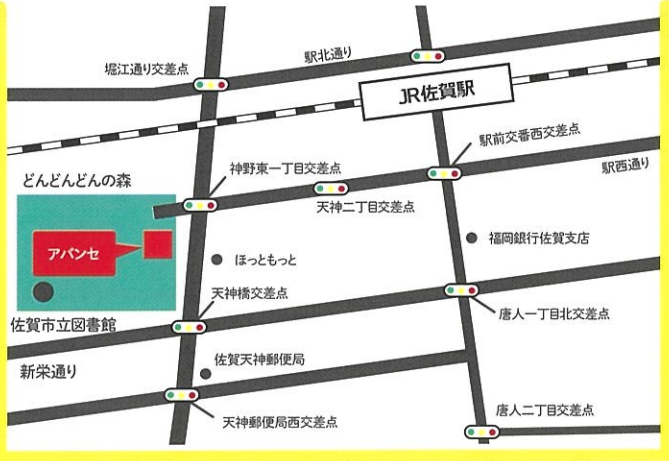 駅北通り
堀江通り交差点
JR佐賀駅
駅前交番西交差点
駅西通り
神野東一丁目交差点
どんどんどんの森
天神二丁目交差点
アバンセ
福岡銀行佐賀支店
ほっともっと
天神橋交差点
唐人一丁目北交差点
佐賀市立図書館
新栄通り
佐賀天神郵便局
唐人二丁目交差点
天神郵便局西交差点